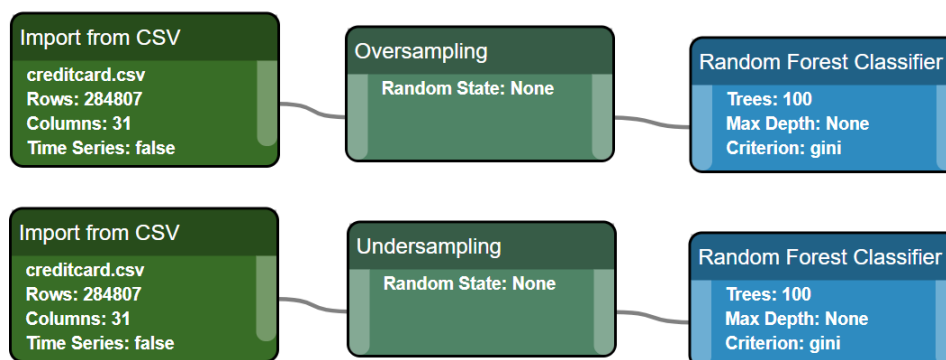 Import from CSV
creditcard.csv
Rows: 284807
Columns: 31
Time Series: false
Oversampling
Random State: None
Random Forest Classifier
Trees: 100
Max Depth: None
Criterion: gini
Import from CSV
creditcard.csv
Rows: 284807
Columns: 31
Time Series: false
Undersampling
Random State: None
Random Forest Classifier
Trees: 100
Max Depth: None
Criterion: gini